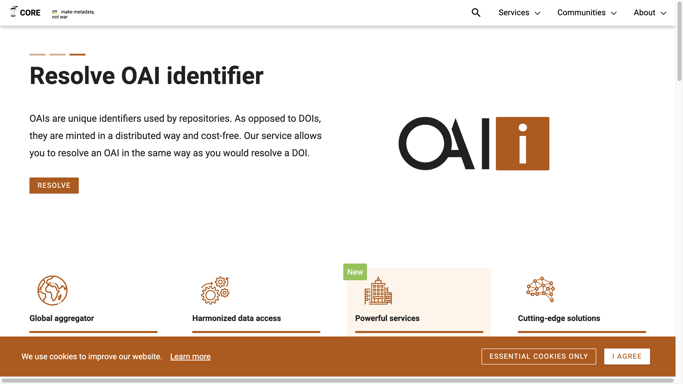 CORE
make metadata,
not war
Services
Communities
About
Resolve OAI identifier
OAIs are unique identifiers used by repositories. As opposed to DOIs,
they are minted in a distributed way and cost-free. Our service allows
you to resolve an OAI in the same way as you would resolve a DOI.
RESOLVE
OAI i
New
Global aggregator
Harmonized data access
Powerful services
Cutting-edge solutions
We use cookies to improve our website. Learn more
ESSENTIAL COOKIES ONLY
I AGREE